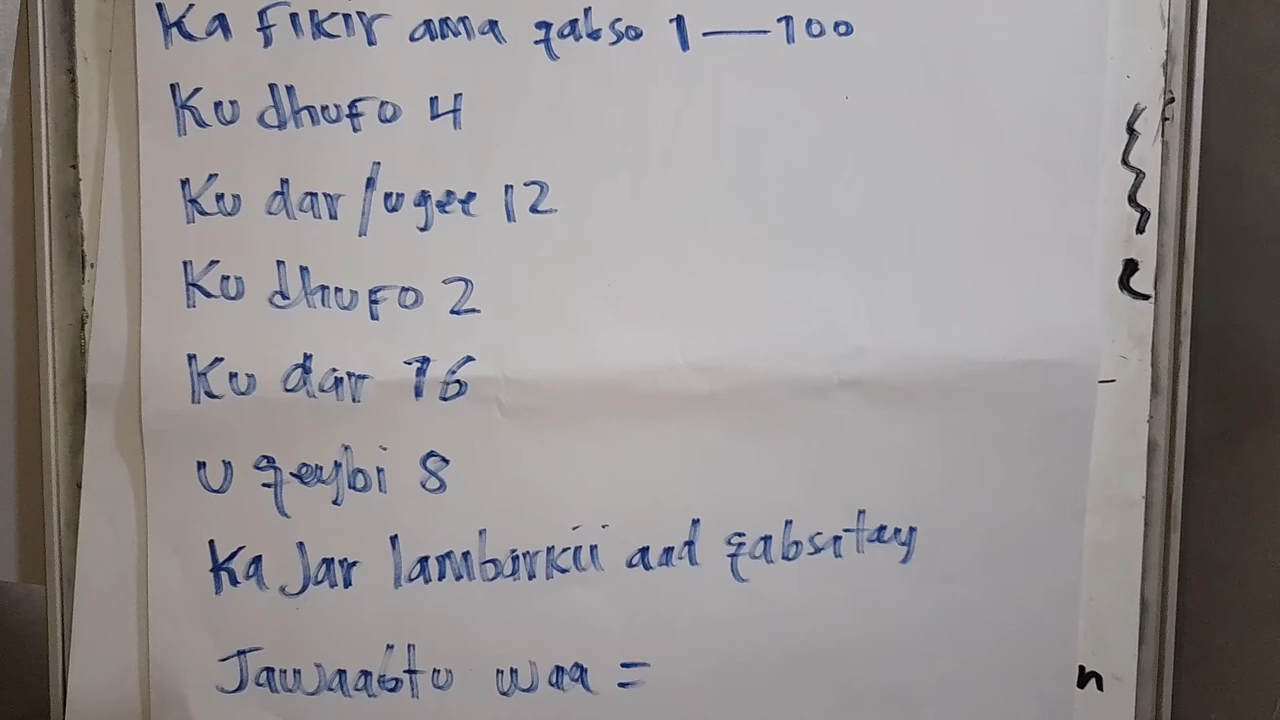 Ka fikir ama qabso 1—100
Ku dhufo 4
Ku dar/ugee 12
Ku dhufo 2
Ku dar 16
U qeybi 8
Ka Jar lambarkii aad qabsatay
Jawaabtu waa =
n